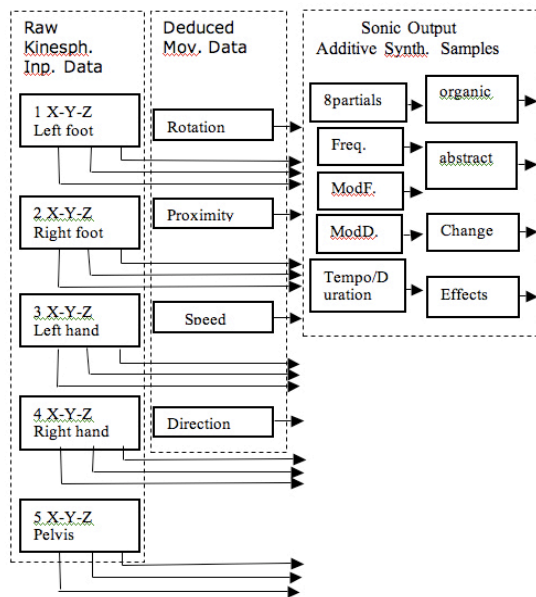 Raw
Kinesph.
Inp. Data
1 X-Y-Z
Left foot
2 X-Y-Z
Right foot
3 X-Y-Z
Left hand
4 X-Y-Z
Right hand
5 X-Y-Z
Pelvis
Deduced
Mov. Data
Rotation
Proximity
Speed
Direction
Sonic Output
Additive Synth. Samples
8partials
Freq.
ModF.
ModD.
Tempo/D
uration
organic
abstract
Change
Effects